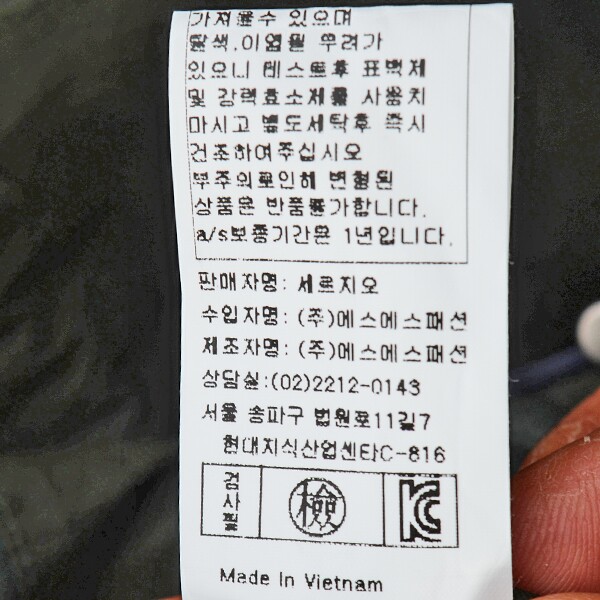 가져올수 있으며
탈색,이염될 우려가
있으니 테스트후 표백제
및 강력효소제를 사용치
마시고 별도세탁후 즉시
건조하여주십시오
부주의로인해 변형된
상품은 반품불가합니다.
a/s보증기간은 1년입니다.
판매자명: 세르지오
수입자명: (주)에스에스패션
제조자명: (주)에스에스패션
상담실:(02)2212-0143
서울 송파구 법원로11길7
현대지식산업센타C-816
검사필 檢 KC
Made In Vietnam